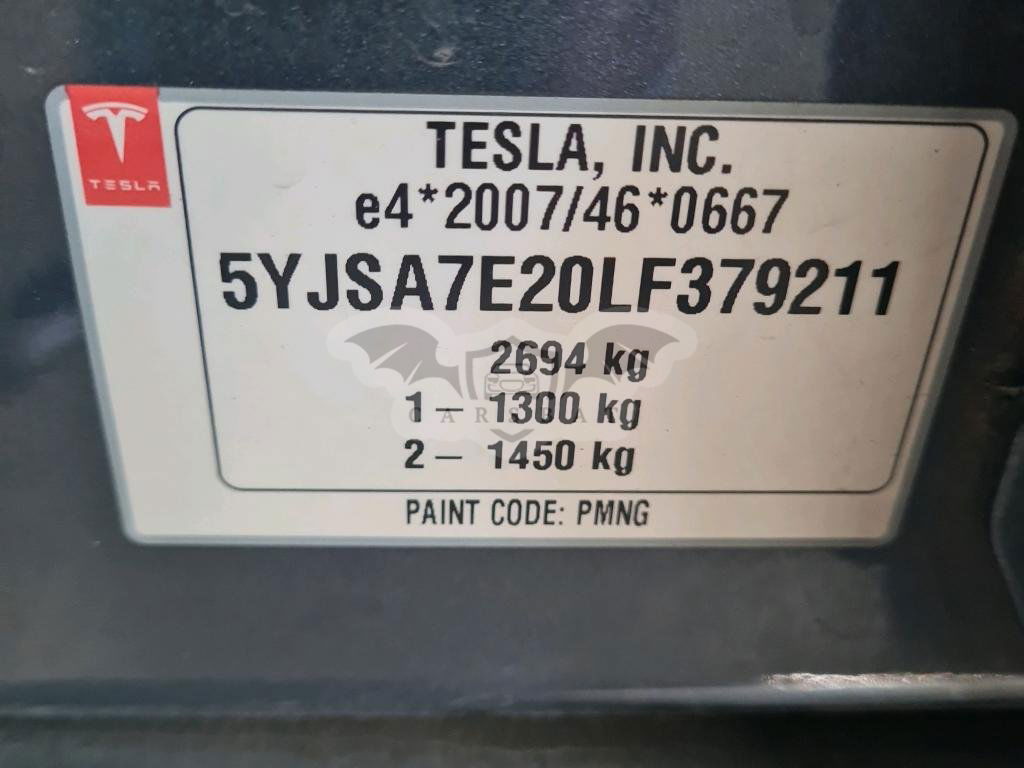 TESLA
TESLA, INC.
e4*2007/46*0667
5YJSA7E20LF379211
2694 kg
1 – 1300 kg
2 – 1450 kg
PAINT CODE: PMNG